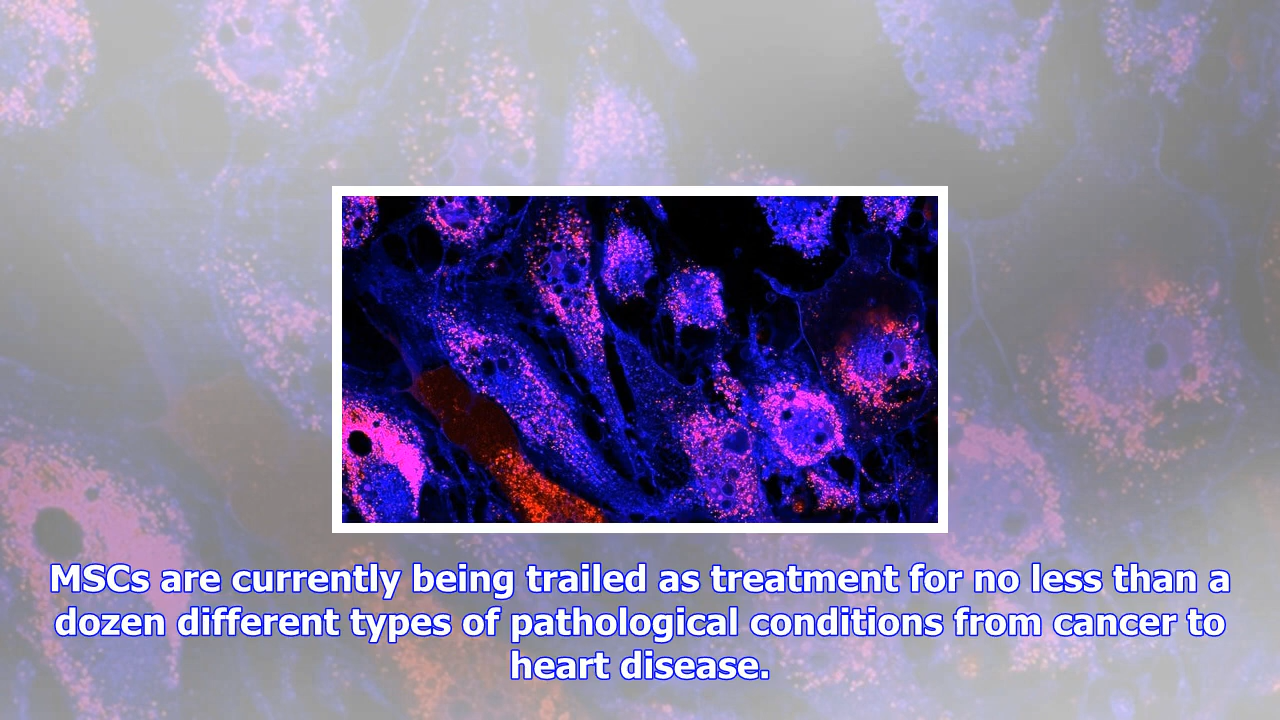 MSCs are currently being trailed as treatment for no less than a
dozen different types of pathological conditions from cancer to
heart disease.